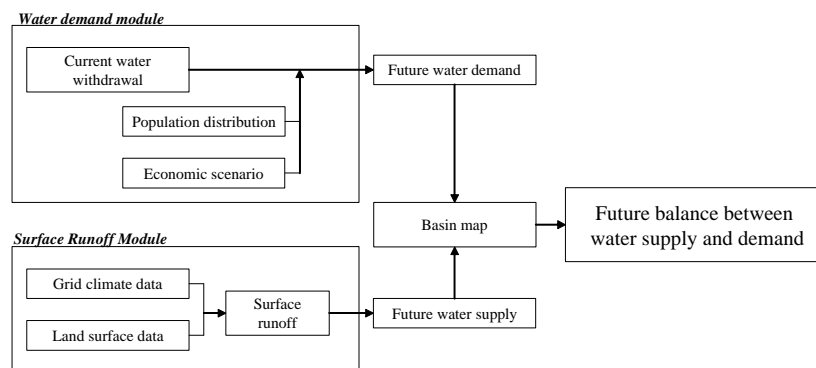 Water demand module
Current water
withdrawal
Future water demand
Population distribution
Economic scenario
Basin map
Future balance between
water supply and demand
Surface Runoff Module
Grid climate data
Surface
runoff
Future water supply
Land surface data